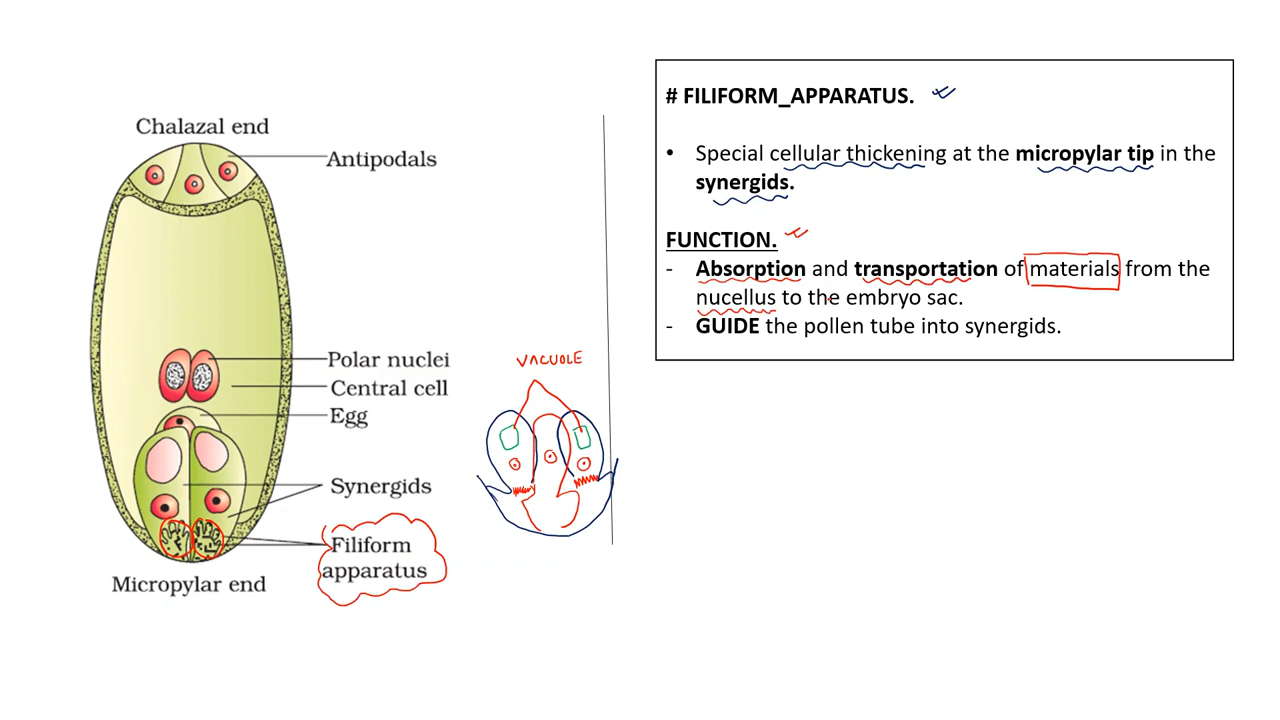 Chalazal end
Antipodals
Polar nuclei
Central cell
Egg
Synergids
Filiform
apparatus
Micropylar end
VACUOLE
# FILIFORM_APPARATUS.
• Special cellular thickening at the micropylar tip in the
synergids.
FUNCTION.
- Absorption and transportation of materials from the
nucellus to the embryo sac.
- GUIDE the pollen tube into synergids.